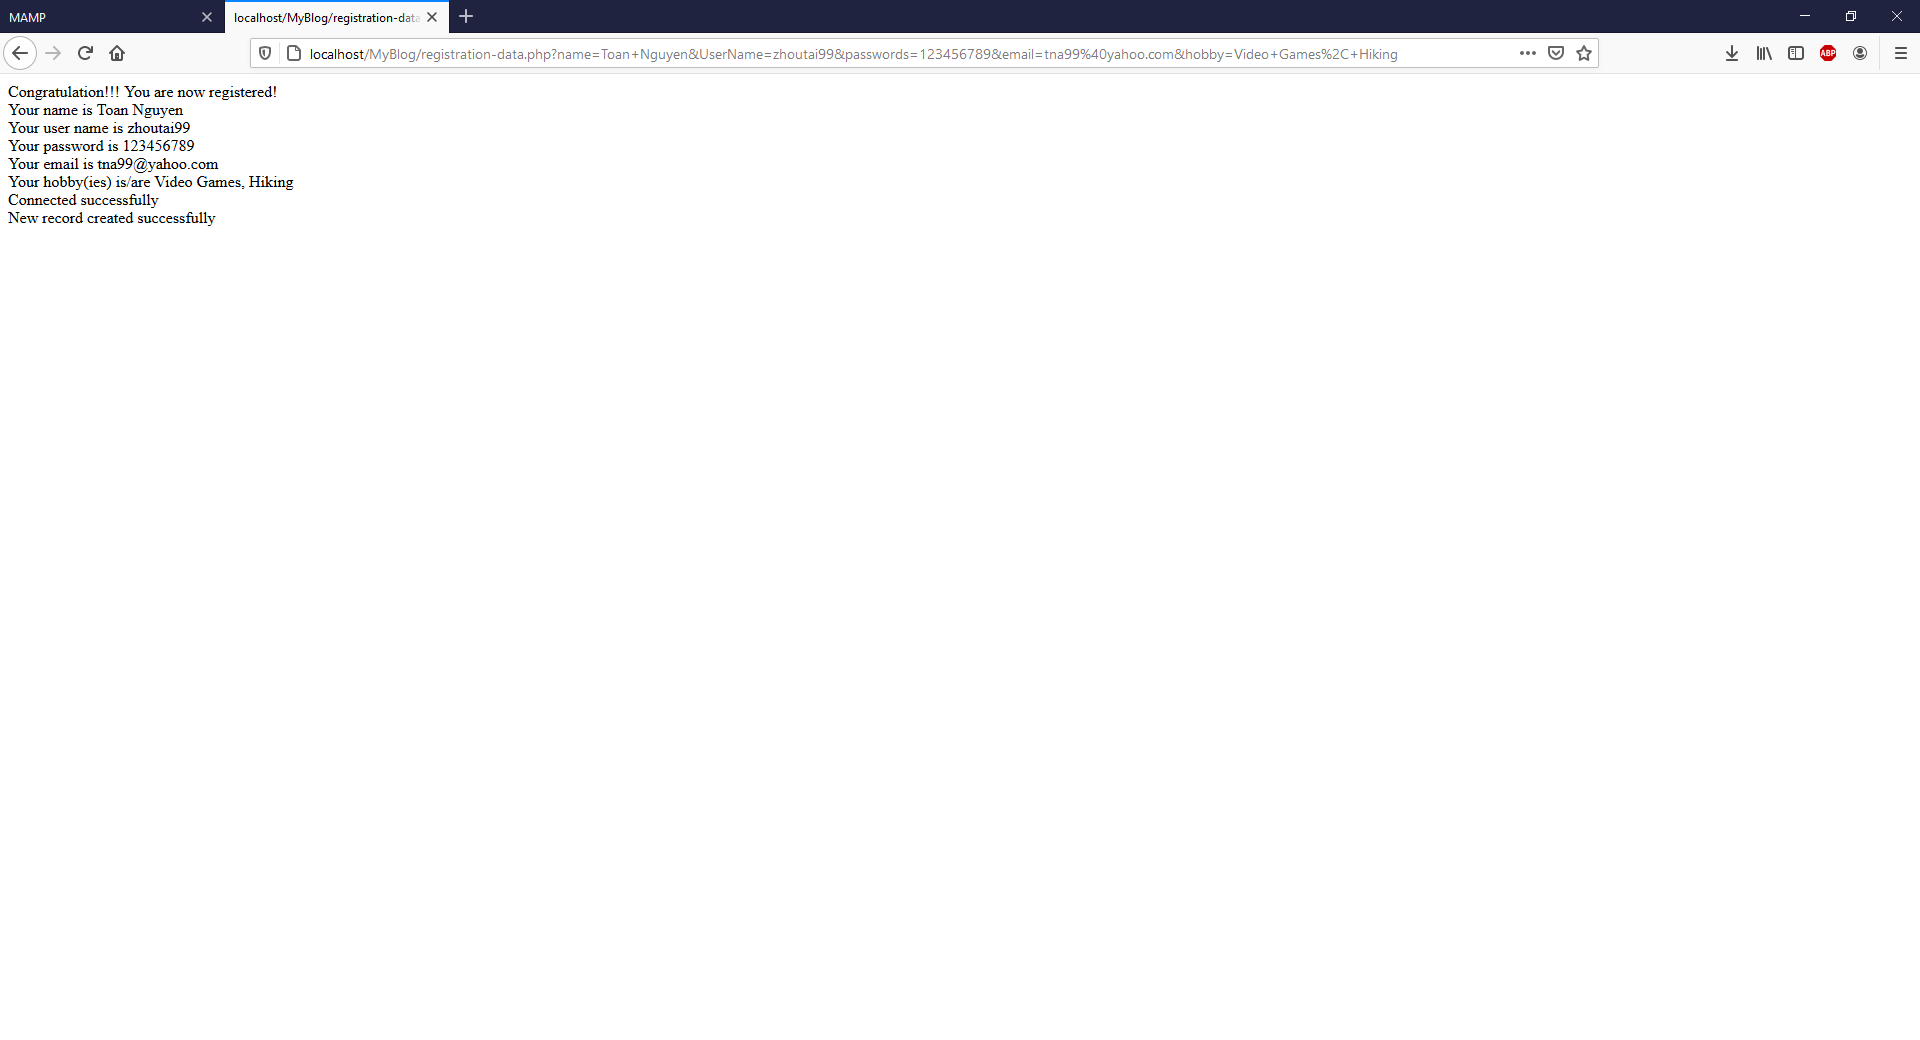 MAMP
localhost/MyBlog/registration-data
localhost/MyBlog/registration-data.php?name=Toan+Nguyen&UserName=zhoutai99&passwords=123456789&email=tna99%40yahoo.com&hobby=Video+Games%2C+Hiking
ABP
Congratulation!!! You are now registered!
Your name is Toan Nguyen
Your user name is zhoutai99
Your password is 123456789
Your email is tna99@yahoo.com
Your hobby(ies) is/are Video Games, Hiking
Connected successfully
New record created successfully